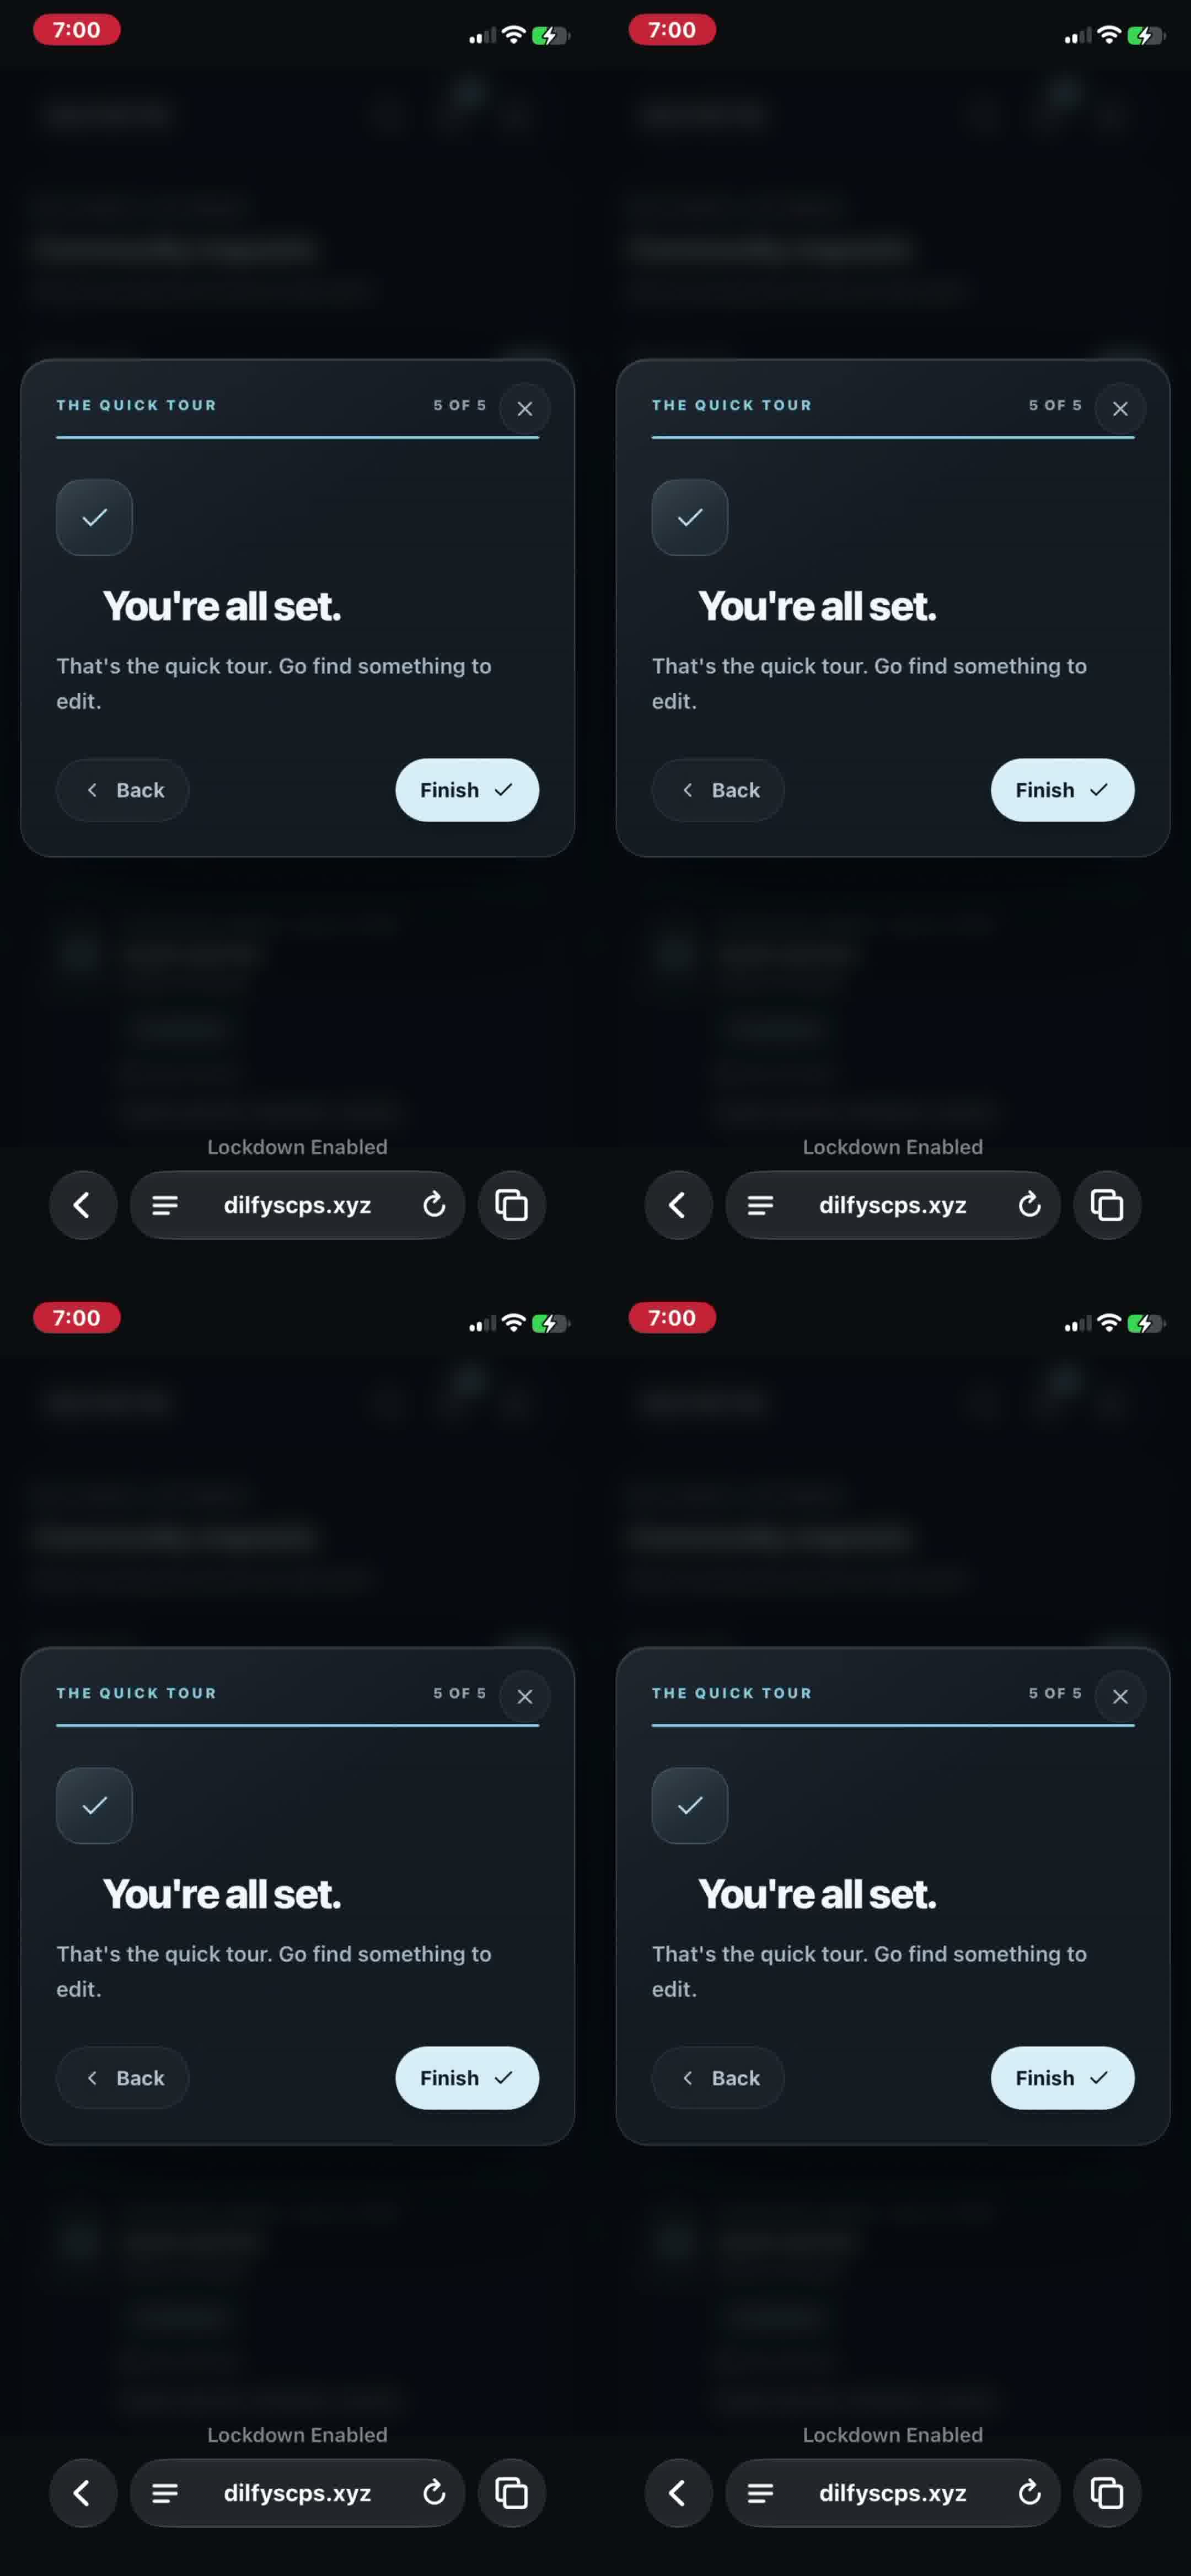 7:00
THE QUICK TOUR 5 OF 5
You're all set.
That's the quick tour. Go find something to
edit.
Back Finish
Lockdown Enabled
dilfyscps.xyz
7:00
THE QUICK TOUR 5 OF 5
You're all set.
That's the quick tour. Go find something to
edit.
Back Finish
Lockdown Enabled
dilfyscps.xyz
7:00
THE QUICK TOUR 5 OF 5
You're all set.
That's the quick tour. Go find something to
edit.
Back Finish
Lockdown Enabled
dilfyscps.xyz
7:00
THE QUICK TOUR 5 OF 5
You're all set.
That's the quick tour. Go find something to
edit.
Back Finish
Lockdown Enabled
dilfyscps.xyz